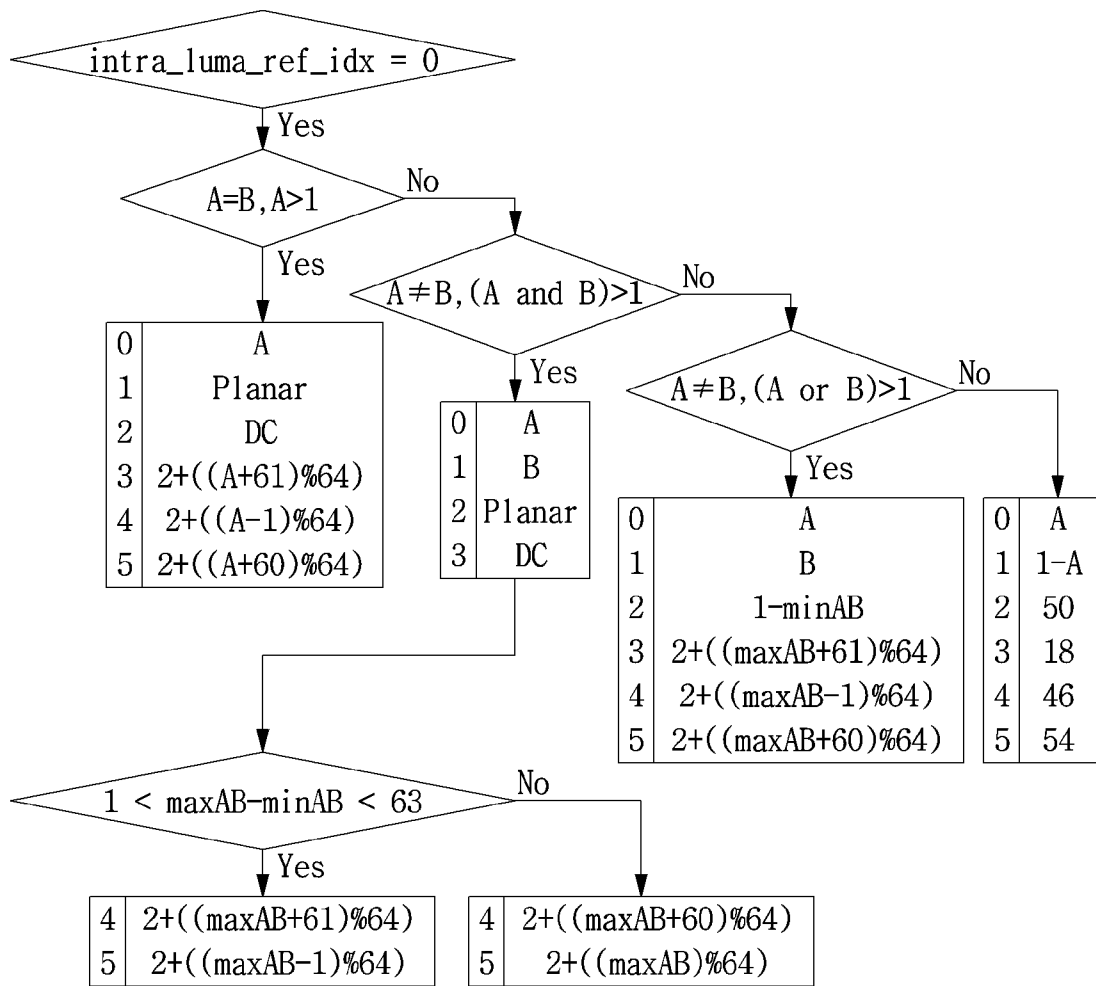 intra_luma_ref_idx = 0
Yes
A=B,A>1
No
Yes
A≠B,(A and B)>1
No
0 A
1 Planar
2 DC
3 2+((A+61)%64)
4 2+((A-1)%64)
5 2+((A+60)%64)
Yes
0 A
1 B
2 Planar
3 DC
A≠B,(A or B)>1
No
Yes
0 A
1 B
2 1-minAB
3 2+((maxAB+61)%64)
4 2+((maxAB-1)%64)
5 2+((maxAB+60)%64)
0 A
1 1-A
2 50
3 18
4 46
5 54
1 < maxAB-minAB < 63
No
Yes
4 2+((maxAB+61)%64)
5 2+((maxAB-1)%64)
4 2+((maxAB+60)%64)
5 2+((maxAB)%64)